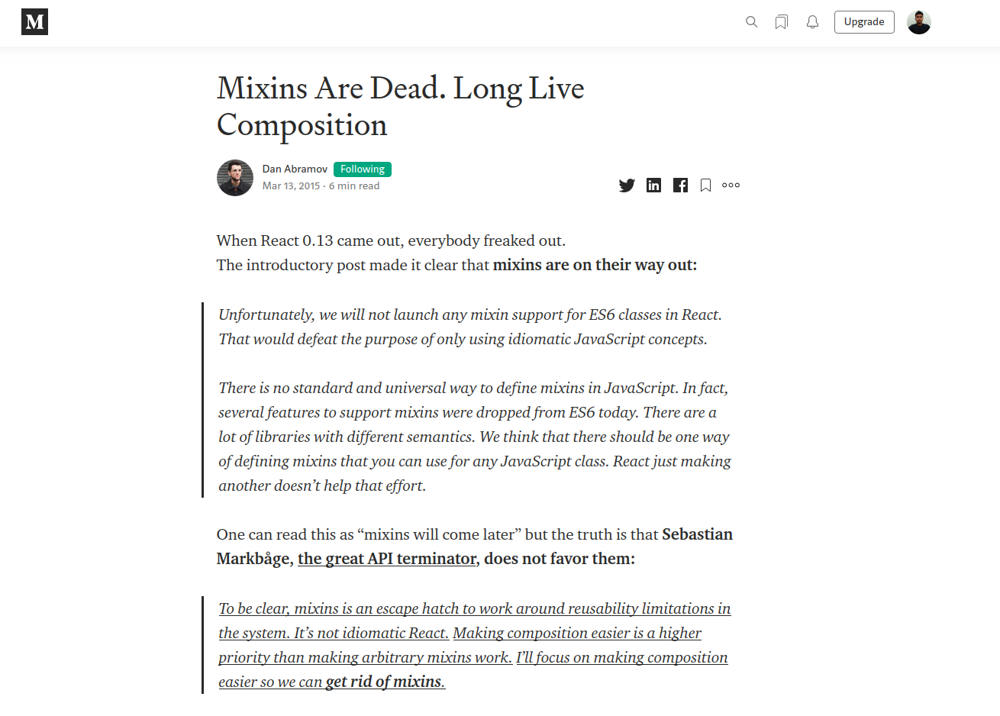 M
Upgrade
Mixins Are Dead. Long Live
Composition
Dan Abramov Following
Mar 13, 2015 · 6 min read
When React 0.13 came out, everybody freaked out.
The introductory post made it clear that mixins are on their way out:
Unfortunately, we will not launch any mixin support for ES6 classes in React.
That would defeat the purpose of only using idiomatic JavaScript concepts.
There is no standard and universal way to define mixins in JavaScript. In fact,
several features to support mixins were dropped from ES6 today. There are a
lot of libraries with different semantics. We think that there should be one way
of defining mixins that you can use for any JavaScript class. React just making
another doesn’t help that effort.
One can read this as “mixins will come later” but the truth is that Sebastian
Markbåge, the great API terminator, does not favor them:
To be clear, mixins is an escape hatch to work around reusability limitations in
the system. It’s not idiomatic React. Making composition easier is a higher
priority than making arbitrary mixins work. I’ll focus on making composition
easier so we can get rid of mixins.